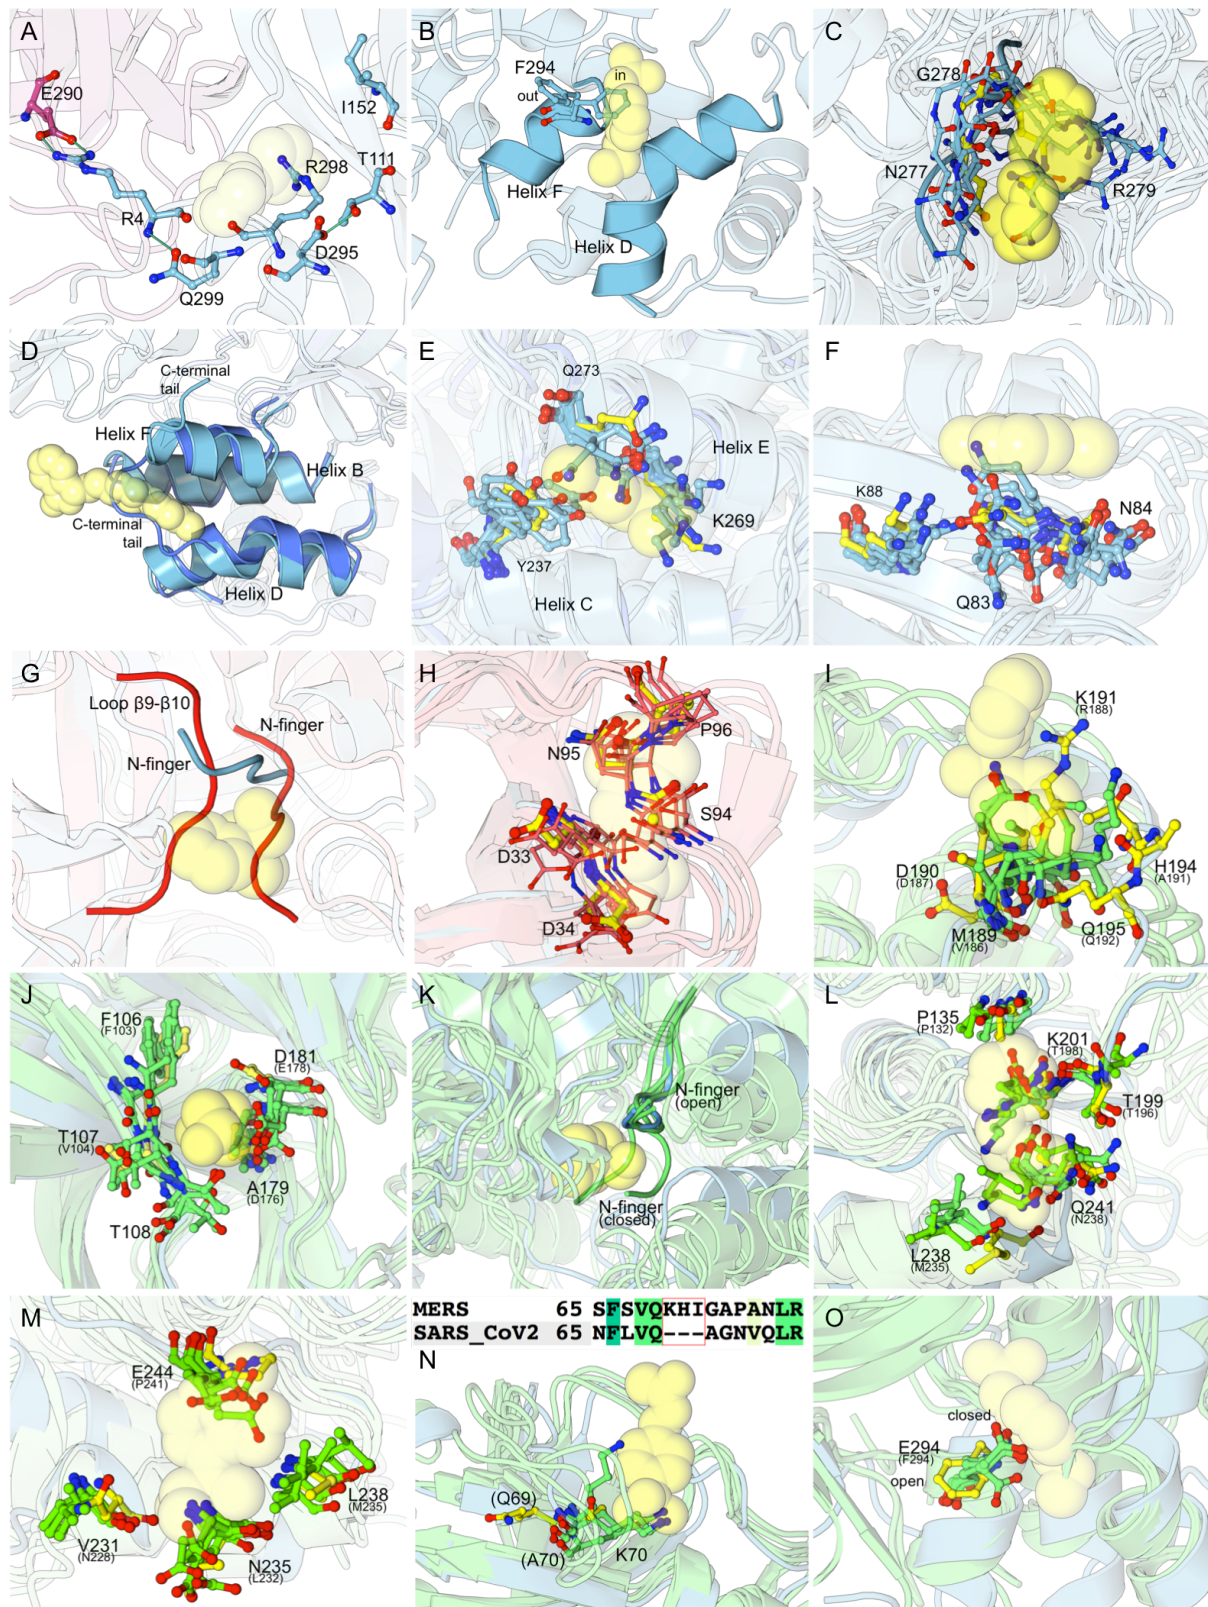 A
E290
I152
R298
T111
R4
D295
Q299
B
F294
in
out
Helix F
Helix D
C
G278
N277
R279
D
C-terminal
tail
Helix F
Helix B
C-terminal
tail
Helix D
E
Q273
Helix E
K269
Y237
Helix C
F
K88
N84
Q83
G
Loop β9-β10
N-finger
N-finger
H
P96
N95
S94
D33
D34
I
K191
(R188)
D190
(D187)
H194
(A191)
M189
(V186)
Q195
(Q192)
J
F106
(F103)
D181
(E178)
T107
(V104)
A179
(D176)
T108
K
N-finger
(open)
N-finger
(closed)
L
P135
(P132)
K201
(T198)
T199
(T196)
Q241
(N238)
L238
(M235)
M
E244
(P241)
L238
(M235)
V231
(N228)
N235
(L232)
MERS 65 SFSVQKHIGAPANLR
SARS_CoV2 65 NFLVQ---AGNVQLR
N
(Q69)
(A70)
K70
O
closed
E294
(F294)
open